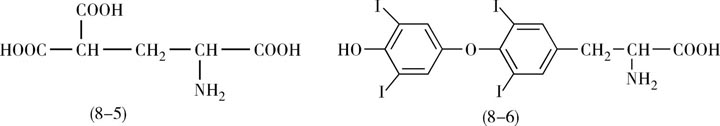 COOH
HOOC—CH—CH₂—CH—COOH
NH₂
(8-5)
I I
HO O CH₂—CH—COOH
I I NH₂
(8-6)